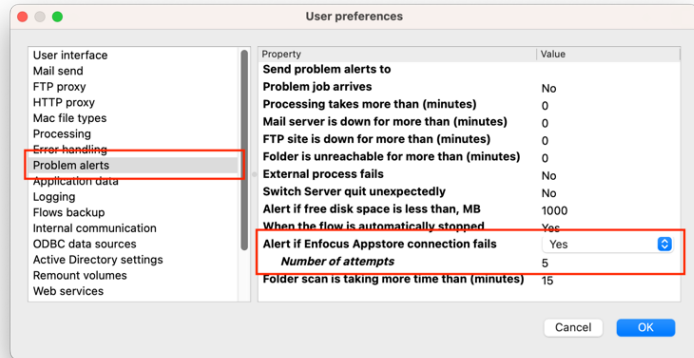 User preferences
User interface
Mail send
FTP proxy
HTTP proxy
Mac file types
Processing
Error handling
Problem alerts
Application data
Logging
Flows backup
Internal communication
ODBC data sources
Active Directory settings
Remount volumes
Web services
Property Value
Send problem alerts to
Problem job arrives No
Processing takes more than (minutes) 0
Mail server is down for more than (minutes) 0
FTP site is down for more than (minutes) 0
Folder is unreachable for more than (minutes) 0
External process fails No
Switch Server quit unexpectedly No
Alert if free disk space is less than, MB 1000
When the flow is automatically stopped Yes
Alert if Enfocus Appstore connection fails Yes
Number of attempts 5
Folder scan is taking more time than (minutes) 15
Cancel OK